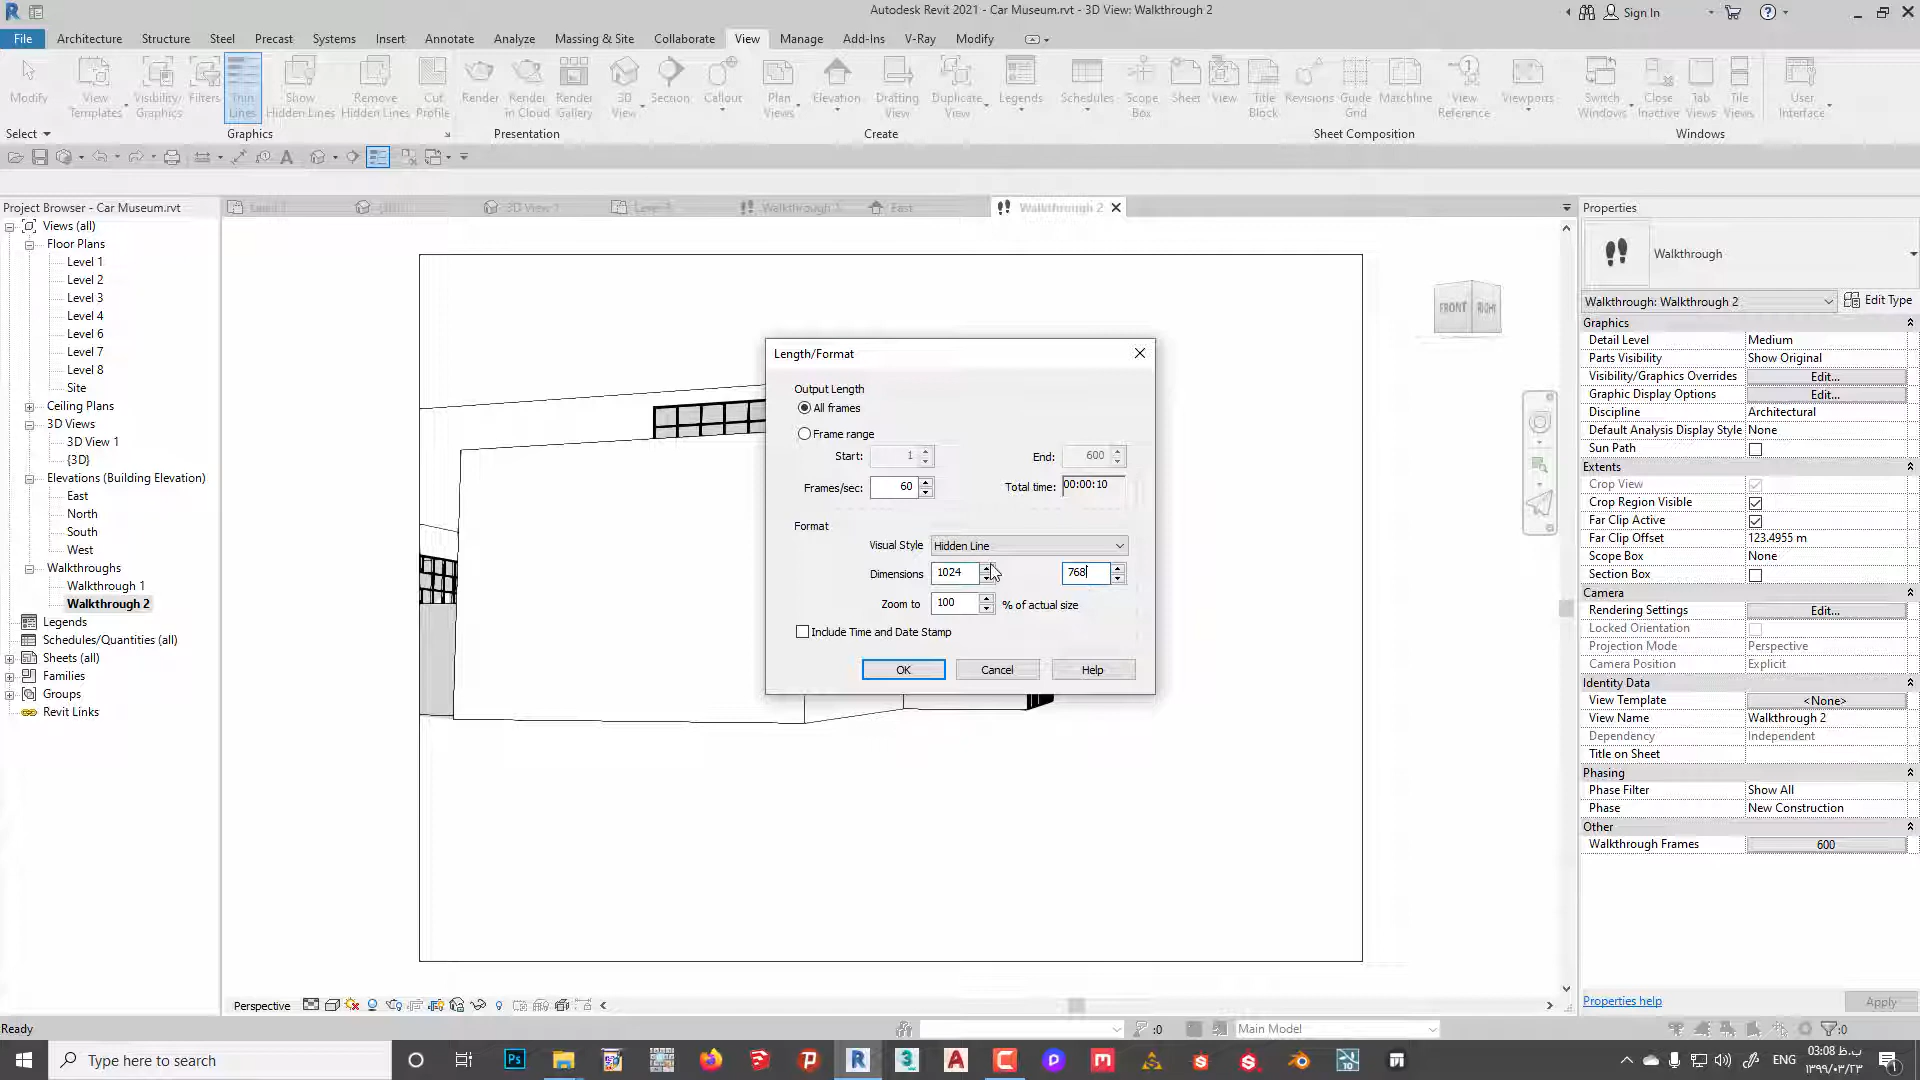 Autodesk Revit 2021 - Car Museum.rvt - 3D View: Walkthrough 2
Sign In
File Architecture Structure Steel Precast Systems Insert Annotate Analyze Massing & Site Collaborate View Manage Add-Ins V-Ray Modify
Modify View Templates Visibility/ Graphics Filters Thin Lines Show Hidden Lines Remove Hidden Lines Cut Profile Render Render in Cloud Render Gallery 3D View Section Callout Plan Views Elevation Drafting View Duplicate View Legends Schedules Scope Box Sheet View Title Block Revisions Guide Grid Matchline View Reference Viewports Switch Windows Close Inactive Tab Views Tile Views User Interface
Select Graphics Presentation Create Sheet Composition Windows
Project Browser - Car Museum.rvt
Views (all)
Floor Plans
Level 1
Level 2
Level 3
Level 4
Level 6
Level 7
Level 8
Site
Ceiling Plans
3D Views
3D View 1
{3D}
Elevations (Building Elevation)
East
North
South
West
Walkthroughs
Walkthrough 1
Walkthrough 2
Legends
Schedules/Quantities (all)
Sheets (all)
Families
Groups
Revit Links
3D View 1 Walkthrough 1 East Walkthrough 2
FRONT RIGHT
Length/Format
Output Length
All frames
Frame range
Start: 1 End: 600
Frames/sec: 60 Total time: 00:00:10
Format
Visual Style Hidden Line
Dimensions 1024 768
Zoom to 100 % of actual size
Include Time and Date Stamp
OK Cancel Help
Properties
Walkthrough
Walkthrough: Walkthrough 2 Edit Type
Graphics
Detail Level Medium
Parts Visibility Show Original
Visibility/Graphics Overrides Edit...
Graphic Display Options Edit...
Discipline Architectural
Default Analysis Display Style None
Sun Path
Extents
Crop View
Crop Region Visible
Far Clip Active
Far Clip Offset 123.4955 m
Scope Box None
Section Box
Camera
Rendering Settings Edit...
Locked Orientation
Projection Mode Perspective
Camera Position Explicit
Identity Data
View Template <None>
View Name Walkthrough 2
Dependency Independent
Title on Sheet
Phasing
Phase Filter Show All
Phase New Construction
Other
Walkthrough Frames 600
Properties help Apply
Perspective
Ready :0 Main Model :0
Type here to search
ENG
03:08 ب.ظ
۱۳۹۹/۰۳/۲۳